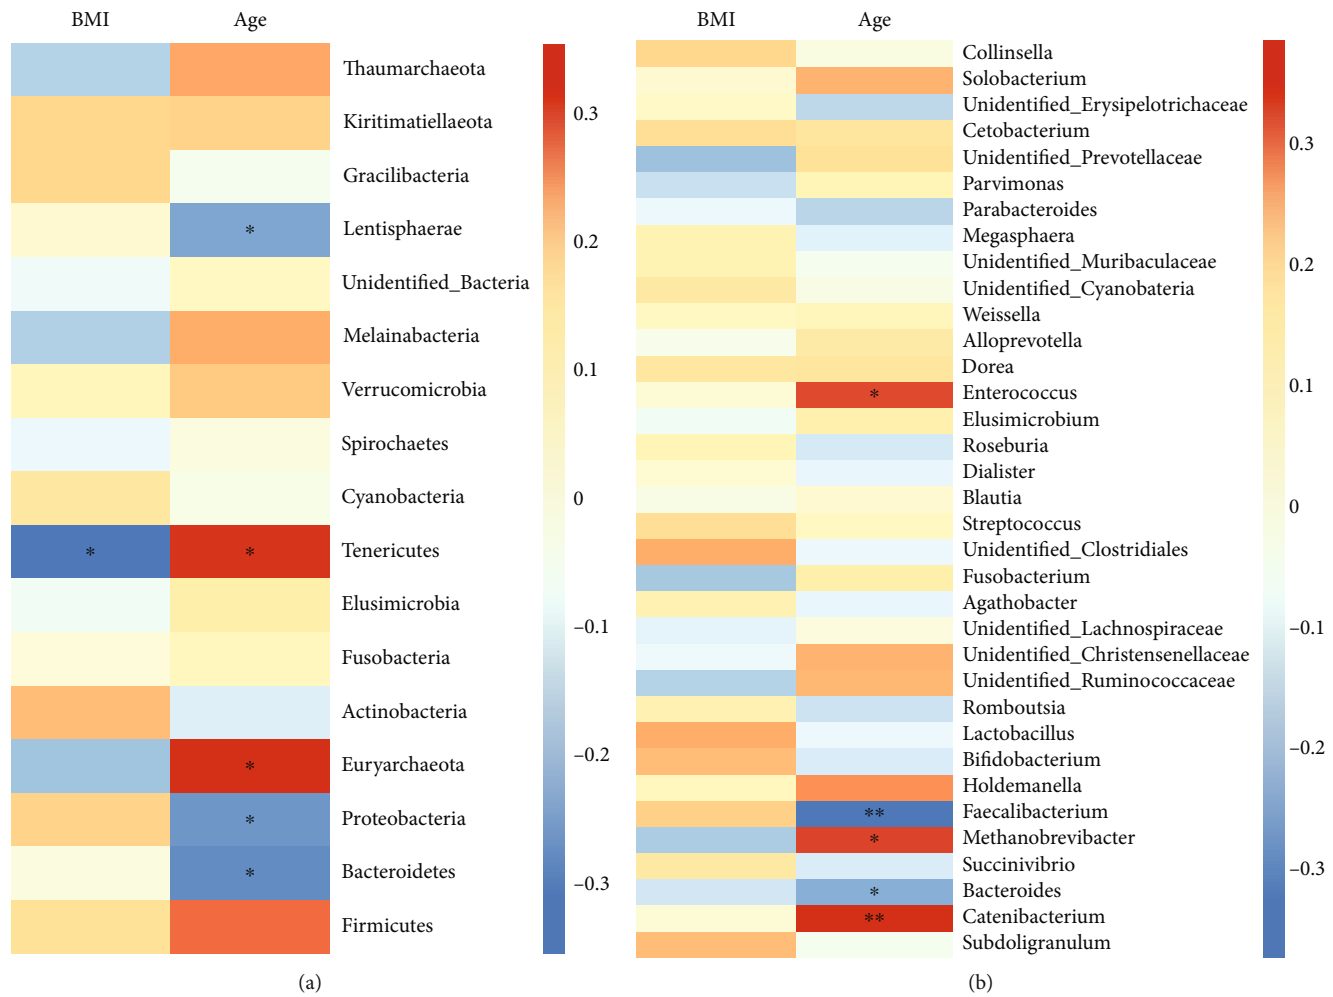 BMI Age
Thaumarchaeota
Kiritimatiellaeota
Gracilibacteria
* Lentisphaerae
Unidentified_Bacteria
Melainabacteria
Verrucomicrobia
Spirochaetes
Cyanobacteria
* * Tenericutes
Elusimicrobia
Fusobacteria
Actinobacteria
* Euryarchaeota
* Proteobacteria
* Bacteroidetes
Firmicutes
0.3
0.2
0.1
0
–0.1
–0.2
–0.3
(a)
BMI Age
Collinsella
Solobacterium
Unidentified_Erysipelotrichaceae
Cetobacterium
Unidentified_Prevotellaceae
Parvimonas
Parabacteroides
Megasphaera
Unidentified_Muribaculaceae
Unidentified_Cyanobateria
Weissella
Alloprevotella
Dorea
* Enterococcus
Elusimicrobium
Roseburia
Dialister
Blautia
Streptococcus
Unidentified_Clostridiales
Fusobacterium
Agathobacter
Unidentified_Lachnospiraceae
Unidentified_Christensenellaceae
Unidentified_Ruminococcaceae
Romboutsia
Lactobacillus
Bifidobacterium
Holdemanella
** Faecalibacterium
* Methanobrevibacter
Succinivibrio
* Bacteroides
** Catenibacterium
Subdoligranulum
0.3
0.2
0.1
0
–0.1
–0.2
–0.3
(b)